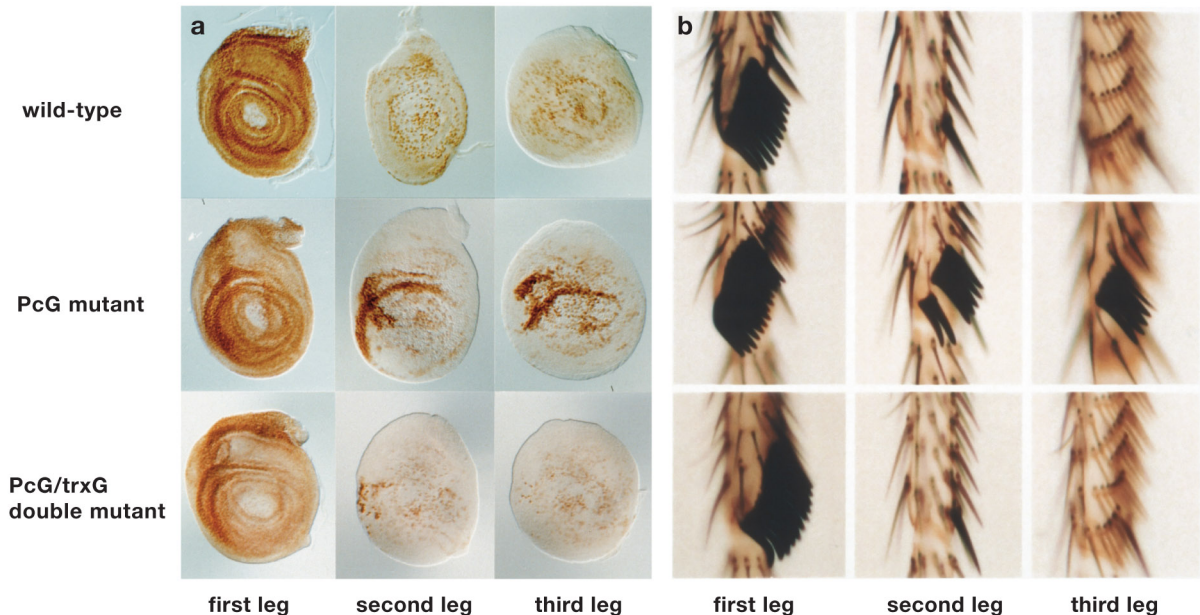 a
b
wild-type
PcG mutant
PcG/trxG
double mutant
first leg
second leg
third leg
first leg
second leg
third leg